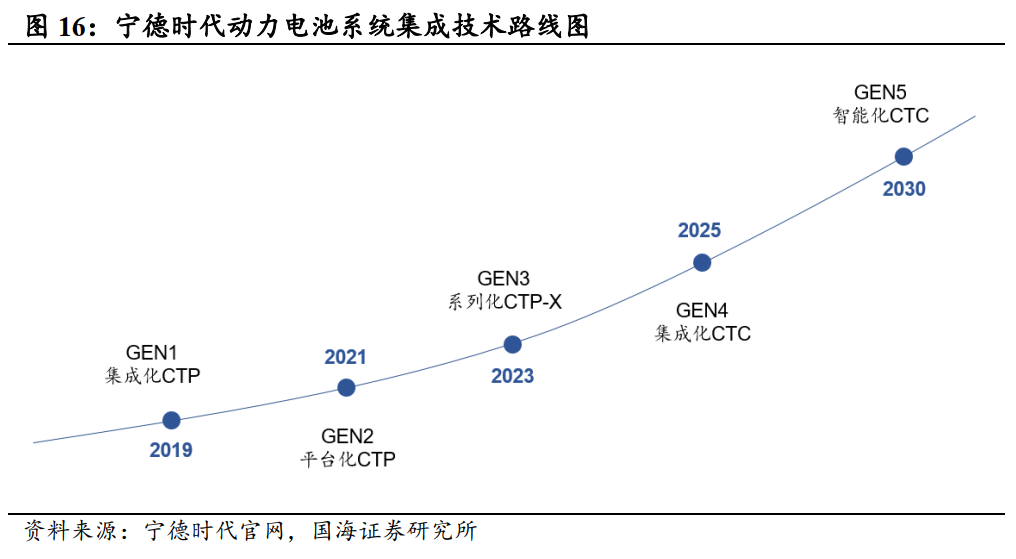 图 16：宁德时代动力电池系统集成技术路线图
GEN1
集成化CTP
2019
2021
GEN2
平台化CTP
GEN3
系列化CTP-X
2023
2025
GEN4
集成化CTC
GEN5
智能化CTC
2030
资料来源：宁德时代官网，国海证券研究所